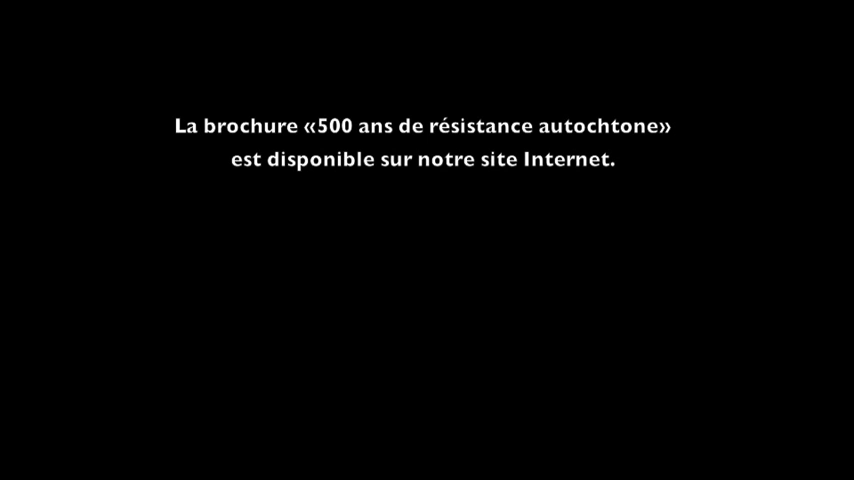 La brochure «500 ans de résistance autochtone»
est disponible sur notre site Internet.